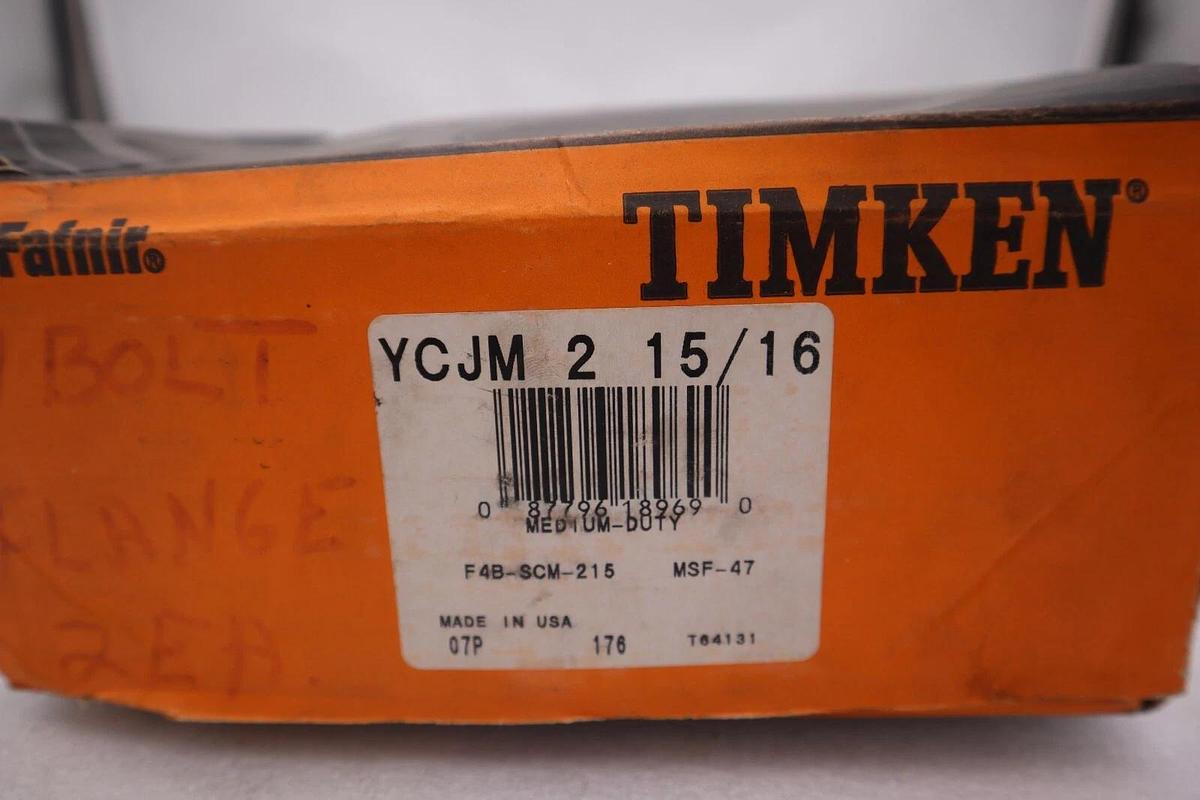 Fafnir®
TIMKEN®
YCJM 2 15/16
0 87796 18969 0
MEDIUM-DUTY
F4B-SCM-215 MSF-47
MADE IN USA
07P 176 T64131
BOLT
FLANGE
2EA